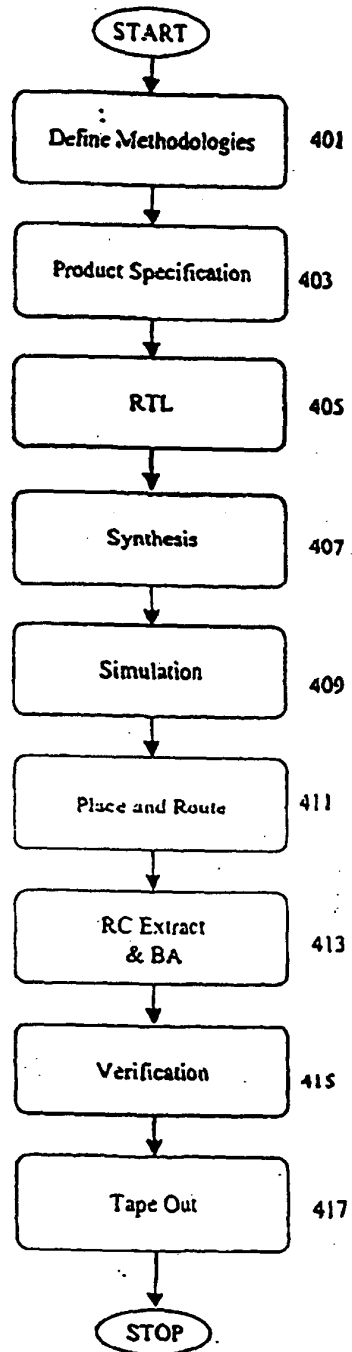 START
Define Methodologies 401
Product Specification 403
RTL 405
Synthesis 407
Simulation 409
Place and Route 411
RC Extract
& BA 413
Verification 415
Tape Out 417
STOP